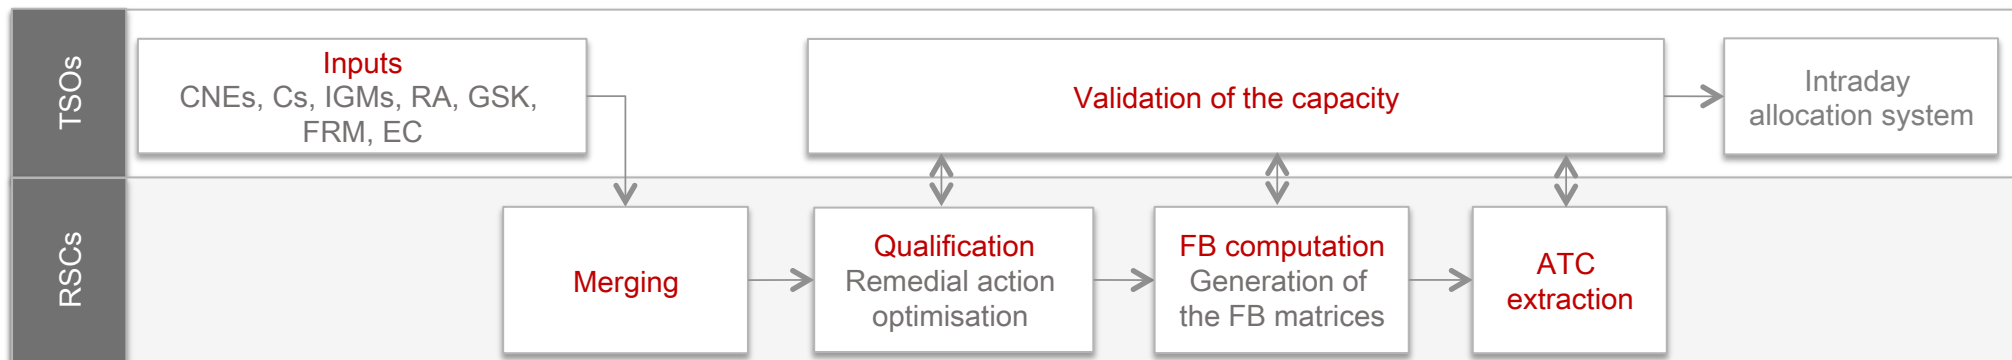 TSOs
Inputs
CNEs, Cs, IGMs, RA, GSK,
FRM, EC
Validation of the capacity
Intraday
allocation system
RSCs
Merging
Qualification
Remedial action
optimisation
FB computation
Generation of
the FB matrices
ATC
extraction